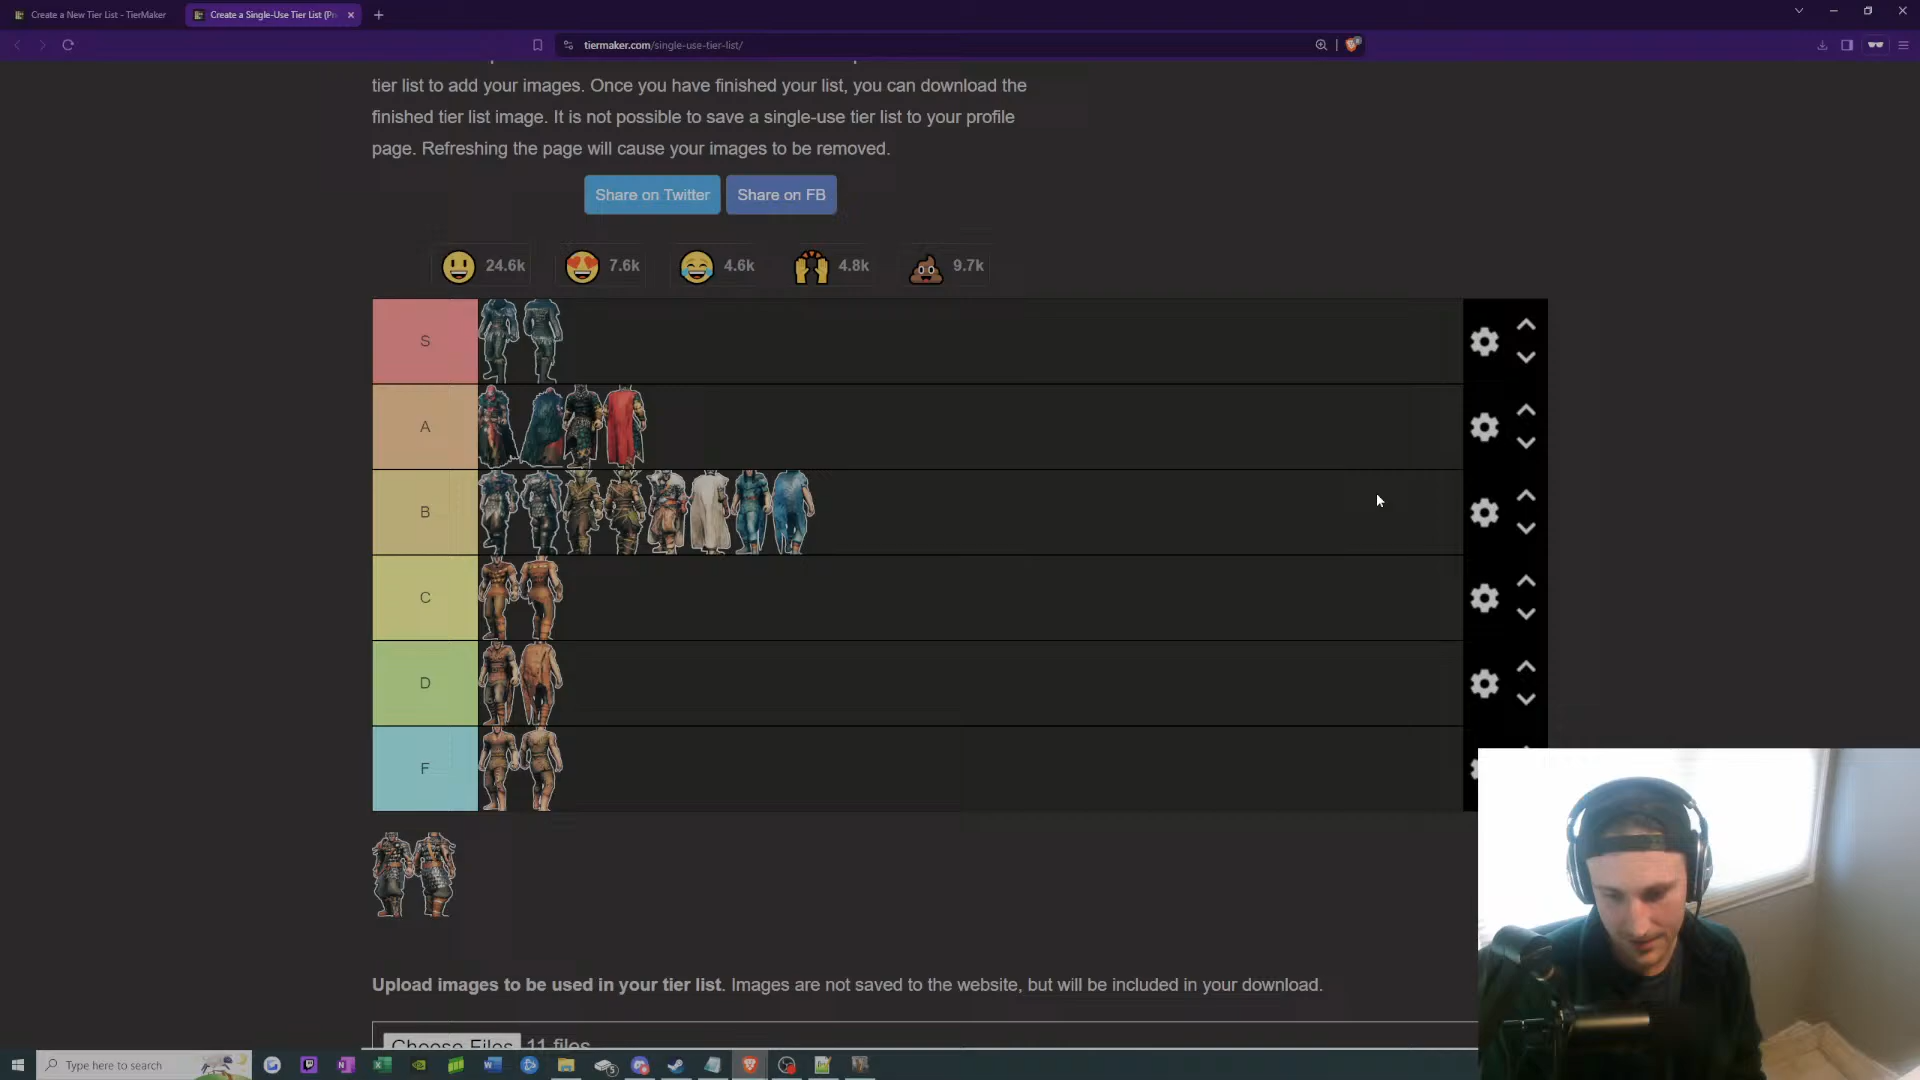 Create a New Tier List - TierMaker
Create a Single-Use Tier List (Pr
tiermaker.com/single-use-tier-list/
tier list to add your images. Once you have finished your list, you can download the
finished tier list image. It is not possible to save a single-use tier list to your profile
page. Refreshing the page will cause your images to be removed.
Share on Twitter
Share on FB
24.6k
7.6k
4.6k
4.8k
9.7k
S
A
B
C
D
F
Upload images to be used in your tier list. Images are not saved to the website, but will be included in your download.
Choose Files
11 files
Type here to search
5